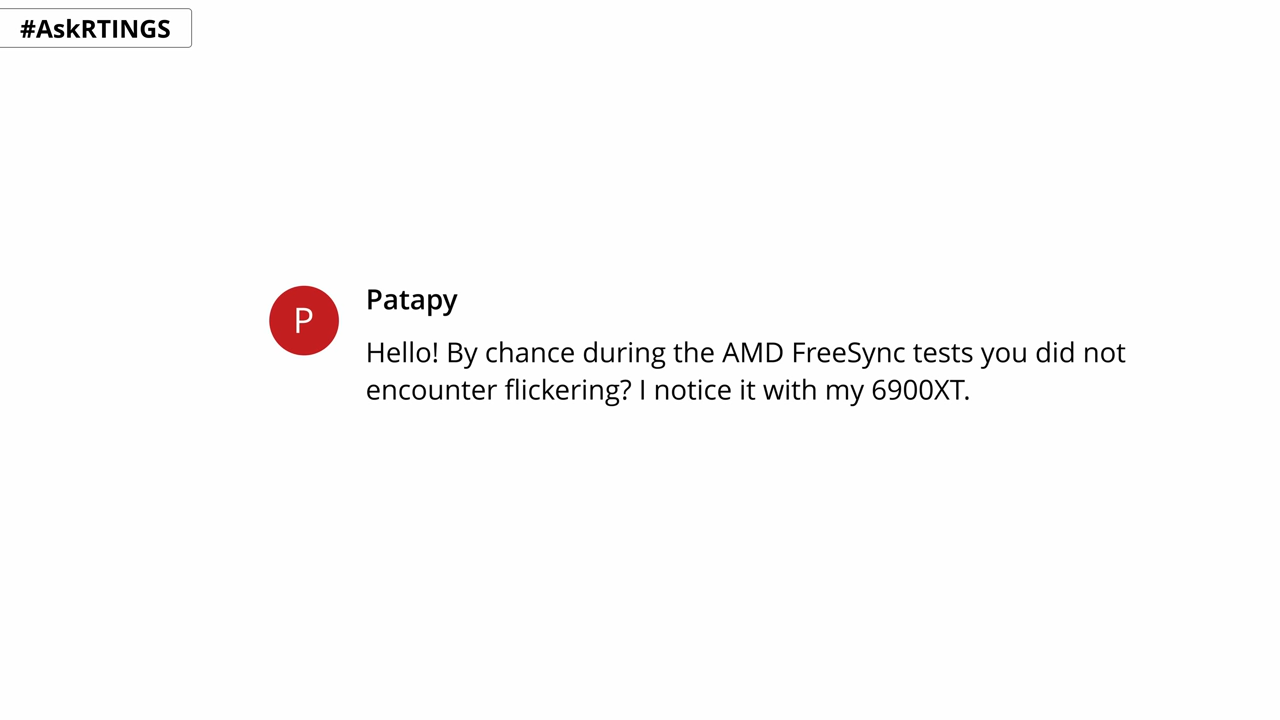 #AskRTINGS
P
Patapy
Hello! By chance during the AMD FreeSync tests you did not
encounter flickering? I notice it with my 6900XT.